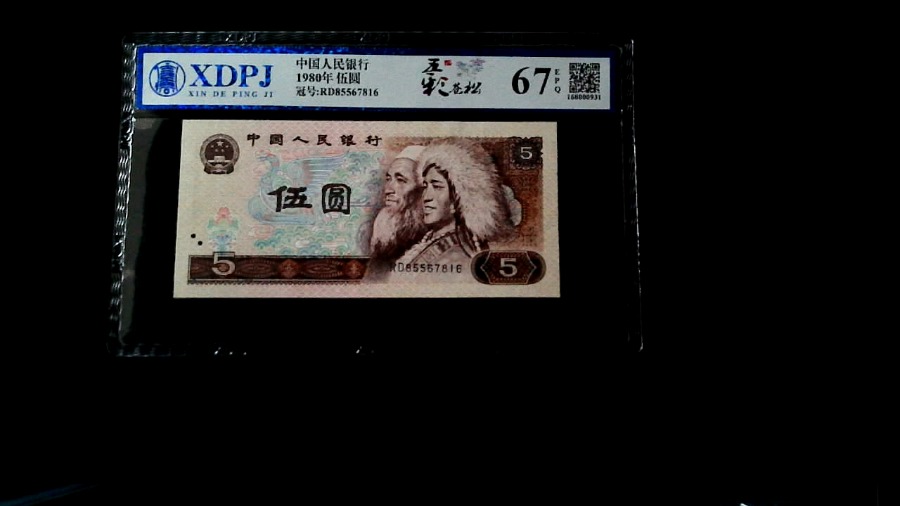 XDPJ
XIN DE PING JI
中国人民银行
1980年 伍圆
冠号:RD85567816
五彩苍松
67
EPQ
168000931
中国人民银行
5
伍圆
5
RD85567816
5